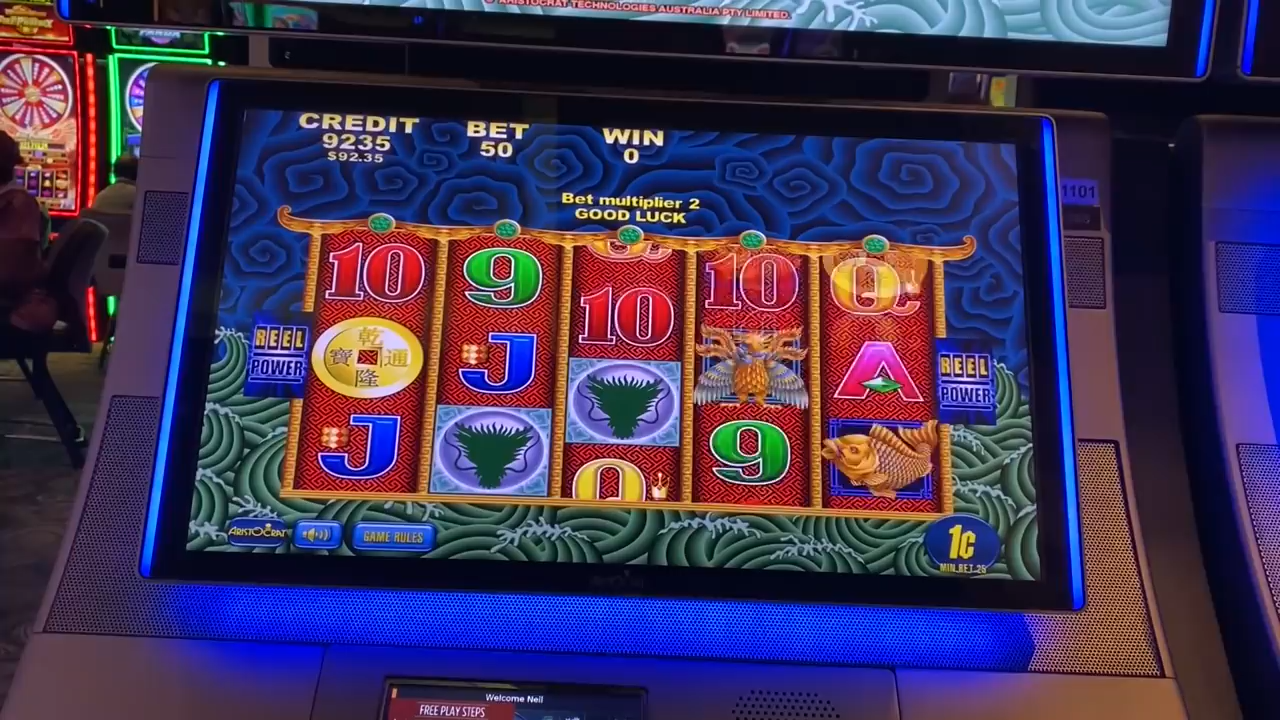 © ARISTOCRAT TECHNOLOGIES AUSTRALIA PTY LIMITED.
PANDA
CREDIT
9235
$92.35
BET
50
WIN
0
1101
Bet multiplier 2
GOOD LUCK
10
9
10
10
Q
REEL
POWER
乾
寶 通
隆
J
A
REEL
POWER
J
Q
9
ARISTOCRAT
GAME RULES
1¢
MIN BET 25
Welcome Neil
FREE PLAY STEPS